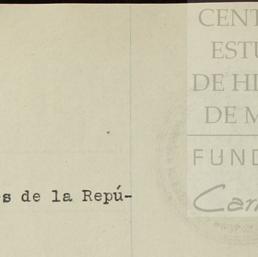 CENT
ESTU
DE HI
DE M
FUND
Car
s de la Repú-